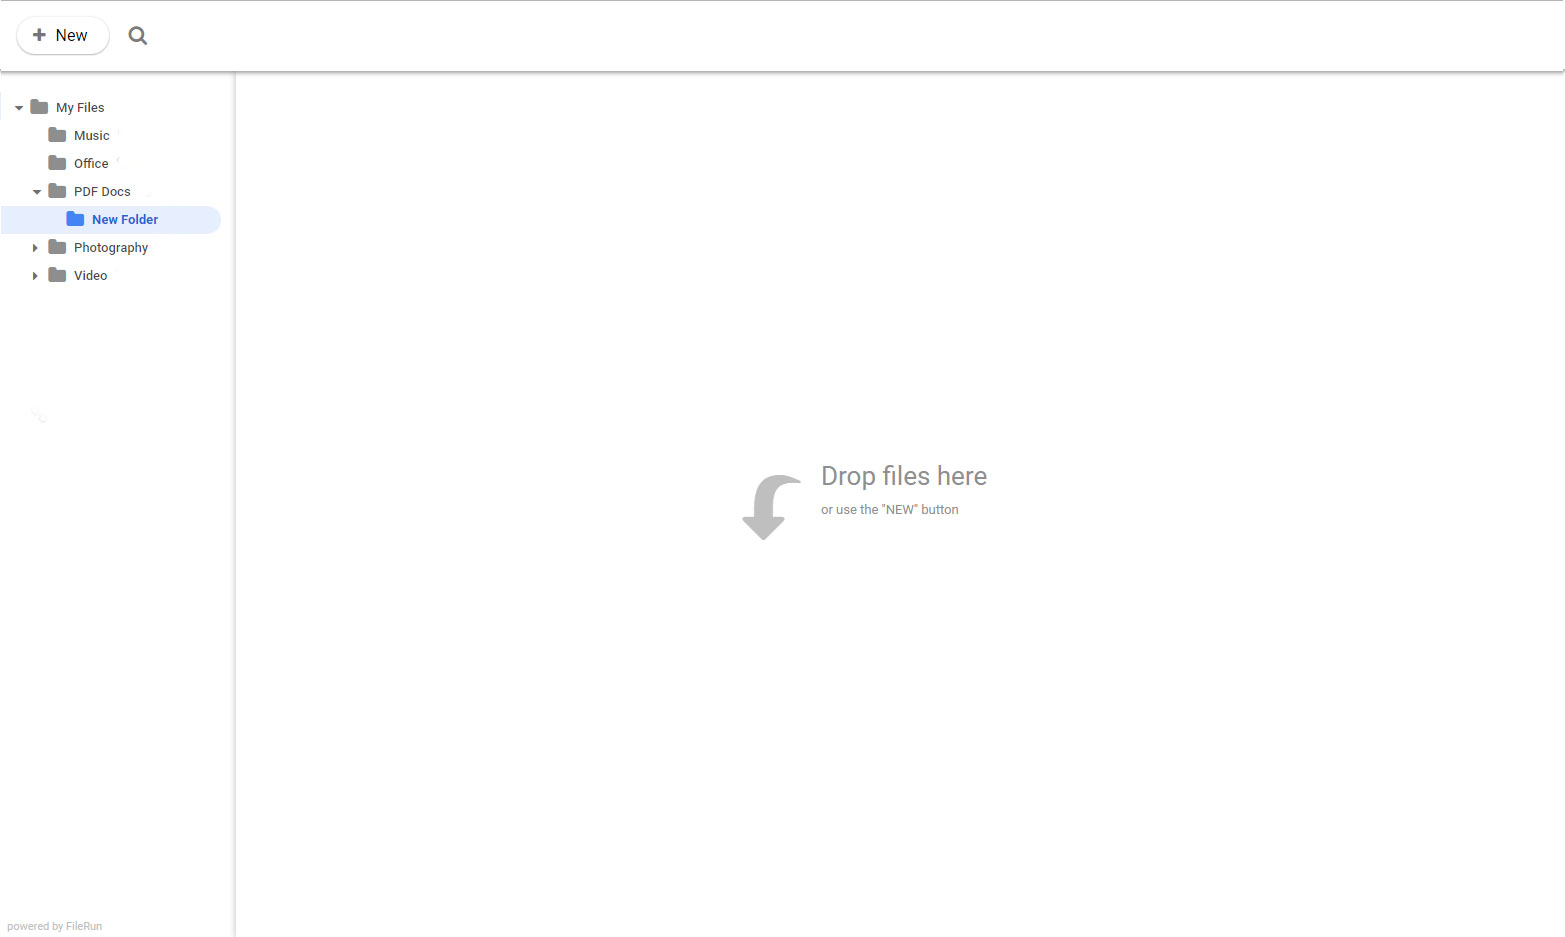 New
My Files
Music
Office
PDF Docs
New Folder
Photography
Video
Drop files here
or use the "NEW" button
powered by FileRun